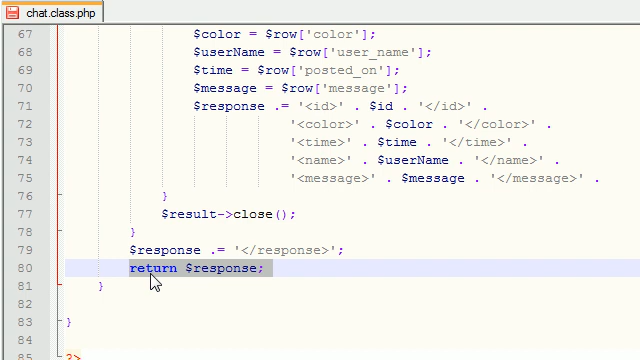 chat.class.php
67 $color = $row['color'];
68 $userName = $row['user_name'];
69 $time = $row['posted_on'];
70 $message = $row['message'];
71 $response .= '<id>' . $id . '</id>' .
72 '<color>' . $color . '</color>' .
73 '<time>' . $time . '</time>' .
74 '<name>' . $userName . '</name>' .
75 '<message>' . $message . '</message>' .
76 }
77 $result->close();
78 }
79 $response .= '</response>';
80 return $response;
81 }
82
83 }
84
85 ?>